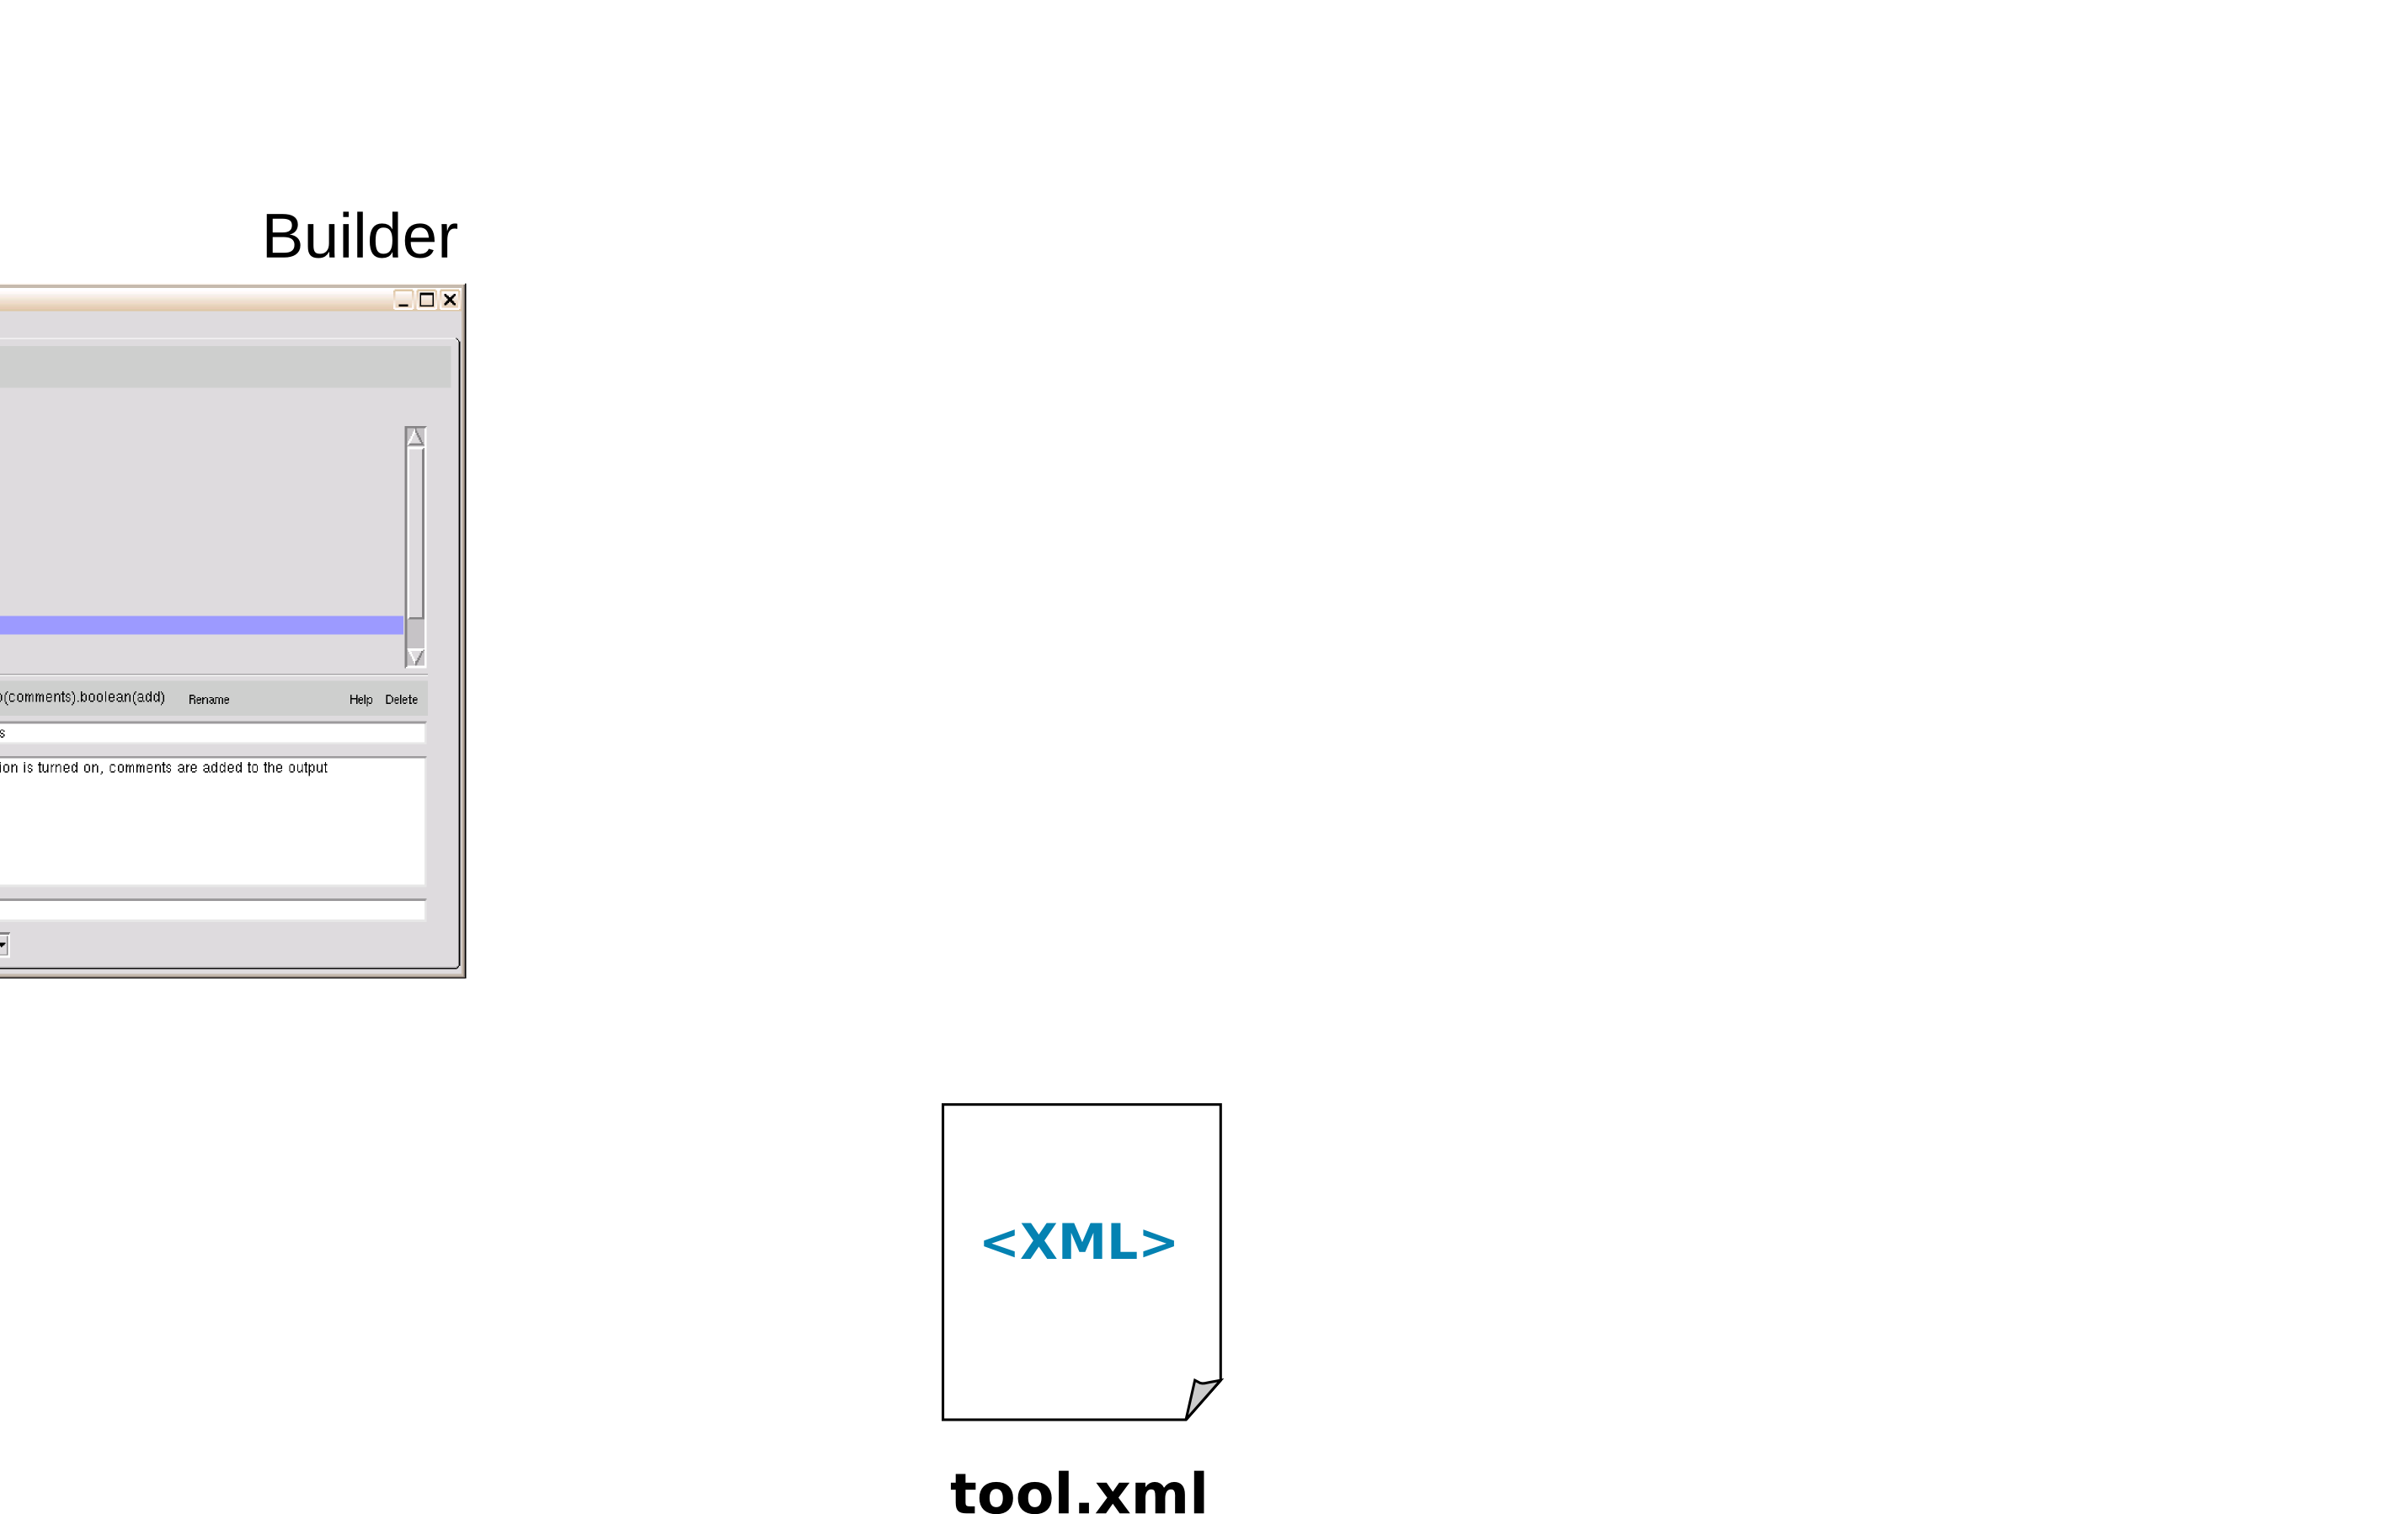 Builder
(comments).boolean(add) Rename Help Delete
s
ion is turned on, comments are added to the output
<XML>
tool.xml